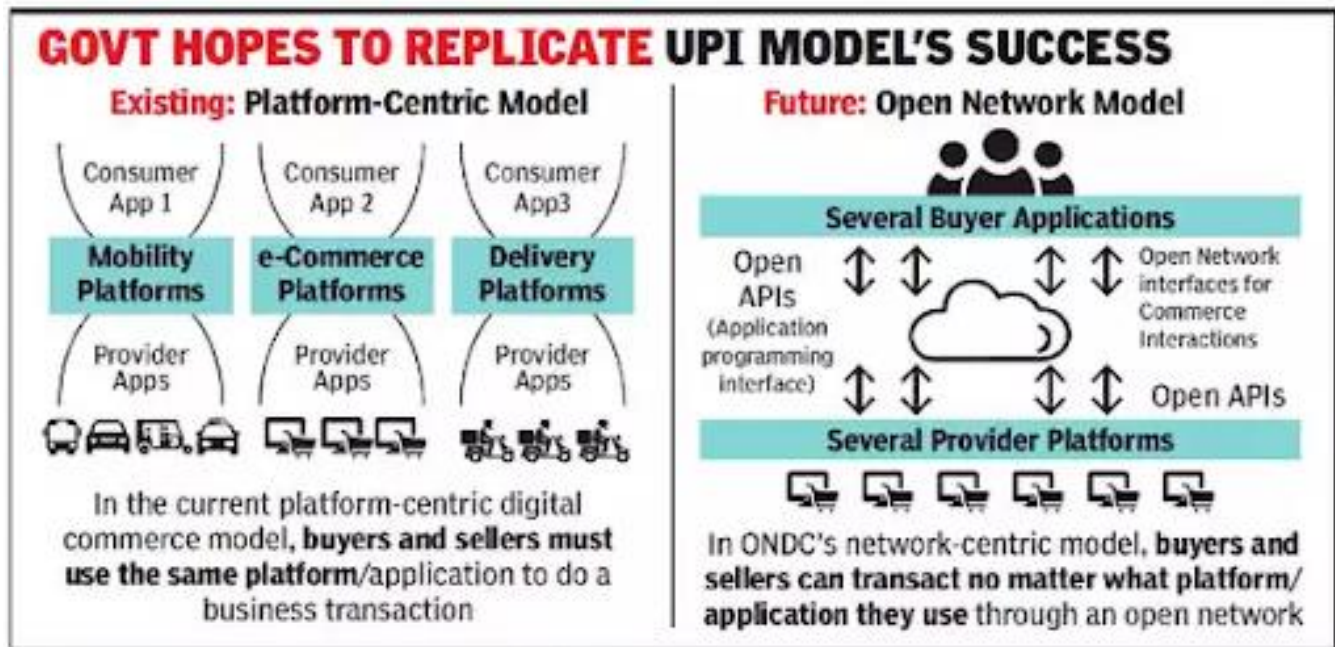 GOVT HOPES TO REPLICATE UPI MODEL'S SUCCESS
Existing: Platform-Centric Model
Consumer
App 1
Consumer
App 2
Consumer
App3
Mobility
Platforms
e-Commerce
Platforms
Delivery
Platforms
Provider
Apps
Provider
Apps
Provider
Apps
In the current platform-centric digital
commerce model, buyers and sellers must
use the same platform/application to do a
business transaction
Future: Open Network Model
Several Buyer Applications
Open
APIs
(Application
programming
interface)
Open Network
interfaces for
Commerce
Interactions
Open APIs
Several Provider Platforms
In ONDC's network-centric model, buyers and
sellers can transact no matter what platform/
application they use through an open network